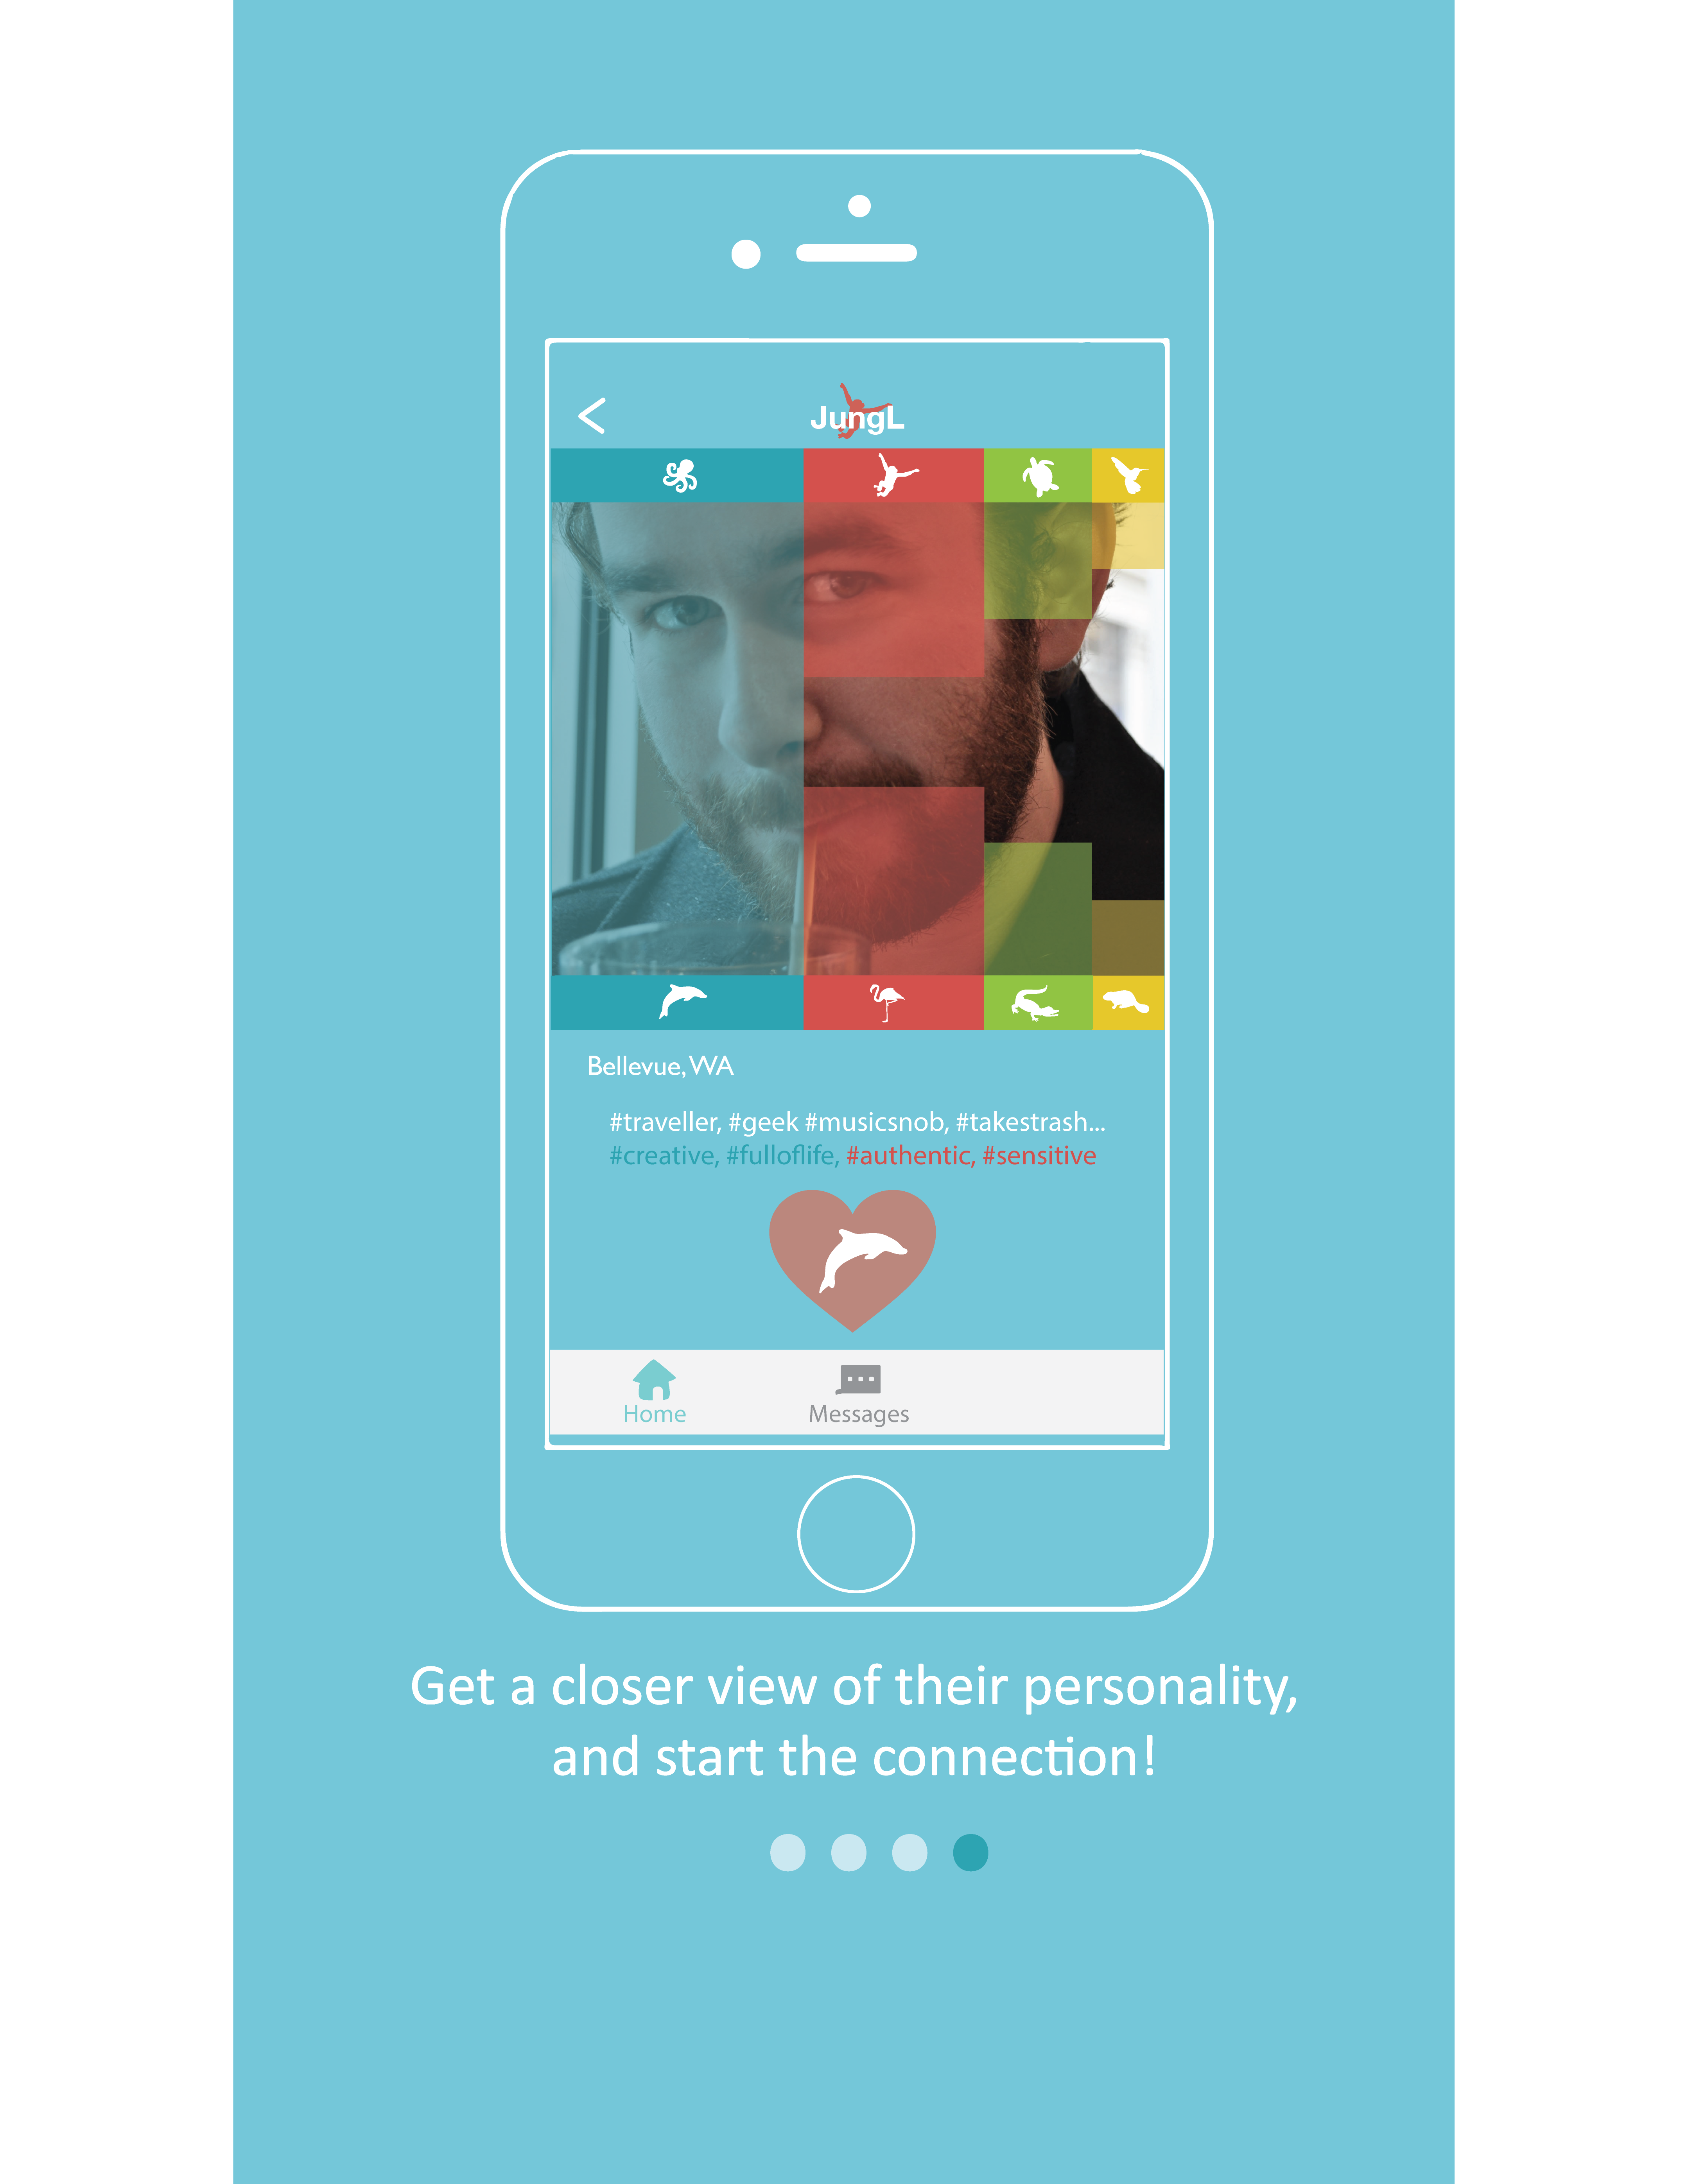 JungL
Bellevue, WA
#traveller, #geek #musicsnob, #takestrash...
#creative, #fulloflife, #authentic, #sensitive
Home
Messages
Get a closer view of their personality,
and start the connection!